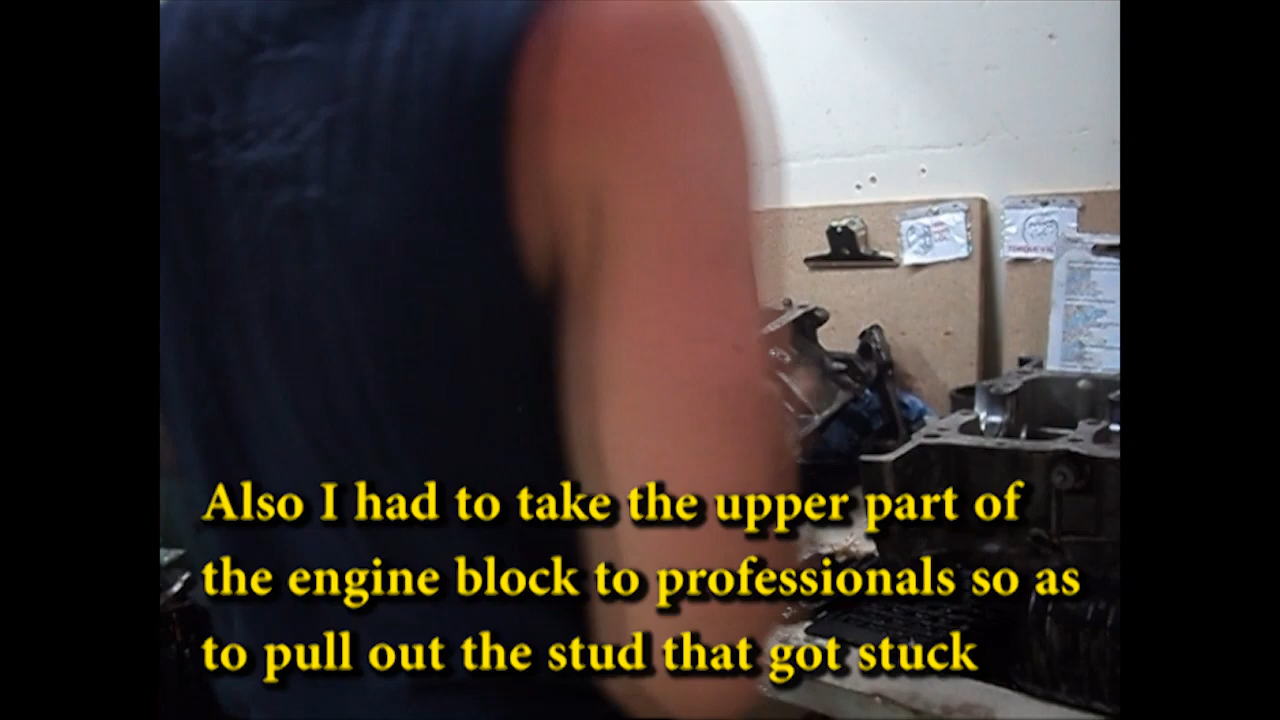 Also I had to take the upper part of
the engine block to professionals so as
to pull out the stud that got stuck